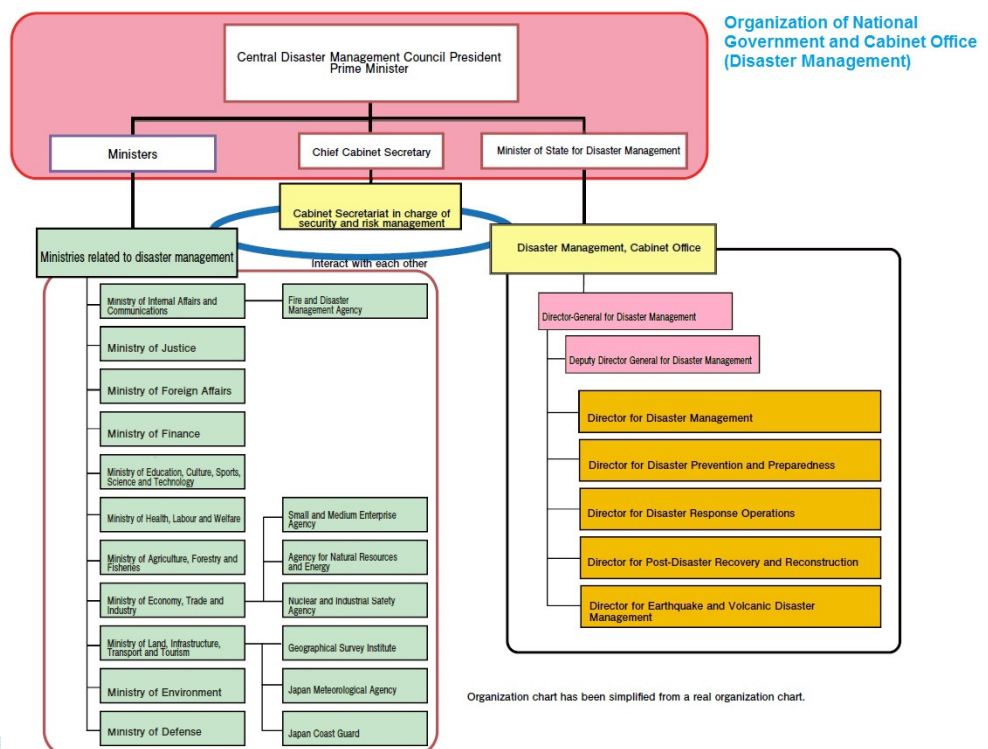 Organization of National
Government and Cabinet Office
(Disaster Management)
Central Disaster Management Council President
Prime Minister
Ministers
Chief Cabinet Secretary
Minister of State for Disaster Management
Cabinet Secretariat in charge of
security and risk management
Ministries related to disaster management
Disaster Management, Cabinet Office
Interact with each other
Ministry of Internal Affairs and
Communications
Fire and Disaster
Management Agency
Ministry of Justice
Ministry of Foreign Affairs
Ministry of Finance
Ministry of Education, Culture, Sports,
Science and Technology
Ministry of Health, Labour and Welfare
Small and Medium Enterprise
Agency
Ministry of Agriculture, Forestry and
Fisheries
Agency for Natural Resources
and Energy
Ministry of Economy, Trade and
Industry
Nuclear and Industrial Safety
Agency
Ministry of Land, Infrastructure,
Transport and Tourism
Geographical Survey Institute
Ministry of Environment
Japan Meteorological Agency
Ministry of Defense
Japan Coast Guard
Director-General for Disaster Management
Deputy Director General for Disaster Management
Director for Disaster Management
Director for Disaster Prevention and Preparedness
Director for Disaster Response Operations
Director for Post-Disaster Recovery and Reconstruction
Director for Earthquake and Volcanic Disaster
Management
Organization chart has been simplified from a real organization chart.